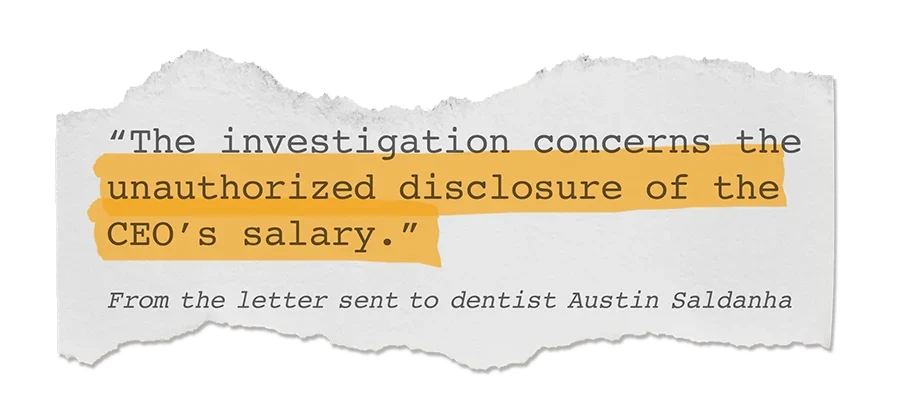 “The investigation concerns the
unauthorized disclosure of the
CEO’s salary.”
From the letter sent to dentist Austin Saldanha